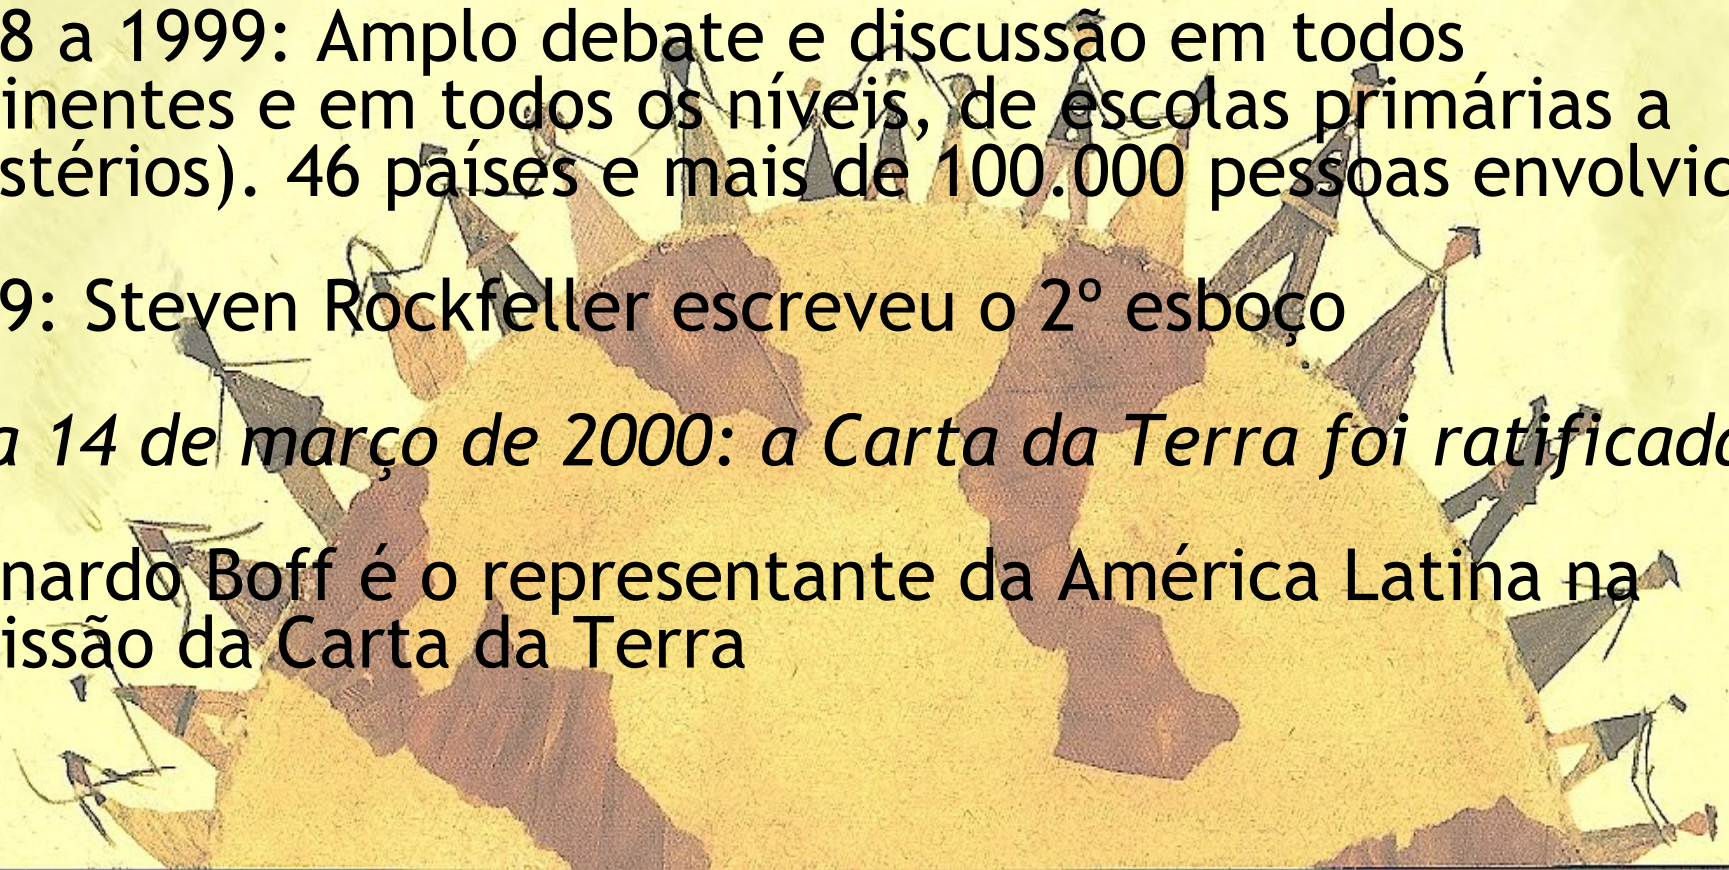 8 a 1999: Amplo debate e discussão em todos
inentes e em todos os níveis, de escolas primárias a
stérios). 46 países e mais de 100.000 pessoas envolvid
9: Steven Rockfeller escreveu o 2º esboço
a 14 de março de 2000: a Carta da Terra foi ratificada
nardo Boff é o representante da América Latina na
issão da Carta da Terra